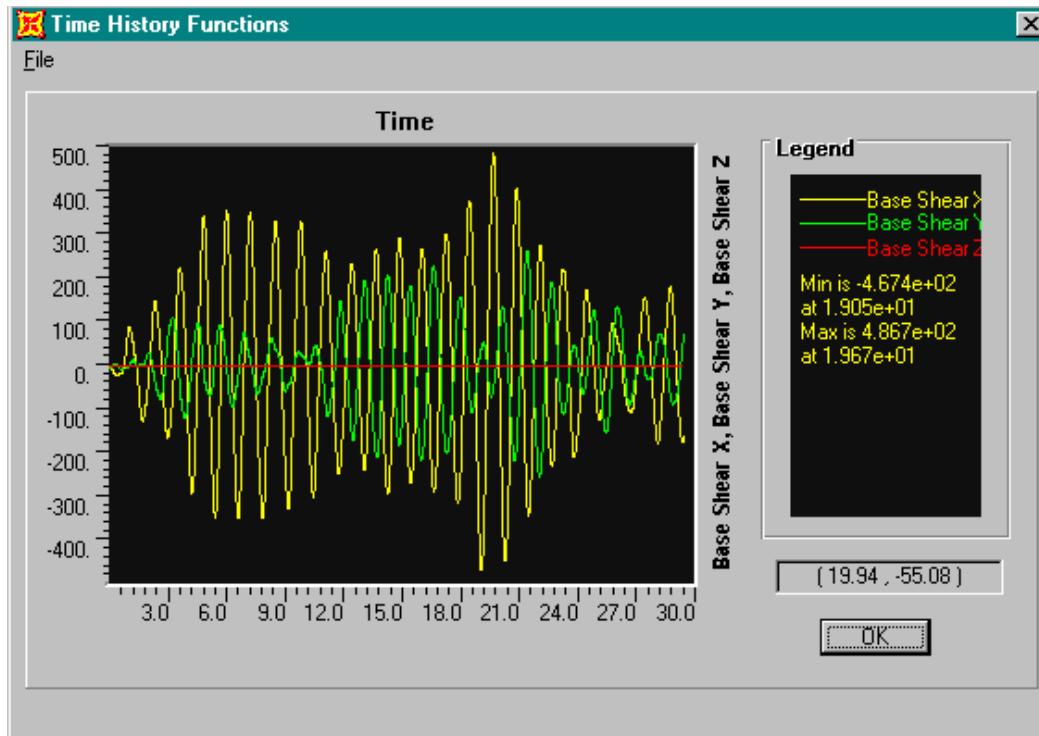 Time History Functions
File
Time
500.
400.
300.
200.
100.
0.
-100.
-200.
-300.
-400.
3.0 6.0 9.0 12.0 15.0 18.0 21.0 24.0 27.0 30.0
Base Shear X, Base Shear Y, Base Shear Z
Legend
Base Shear X
Base Shear Y
Base Shear Z
Min is -4.674e+02
at 1.905e+01
Max is 4.867e+02
at 1.967e+01
( 19.94 , -55.08 )
OK